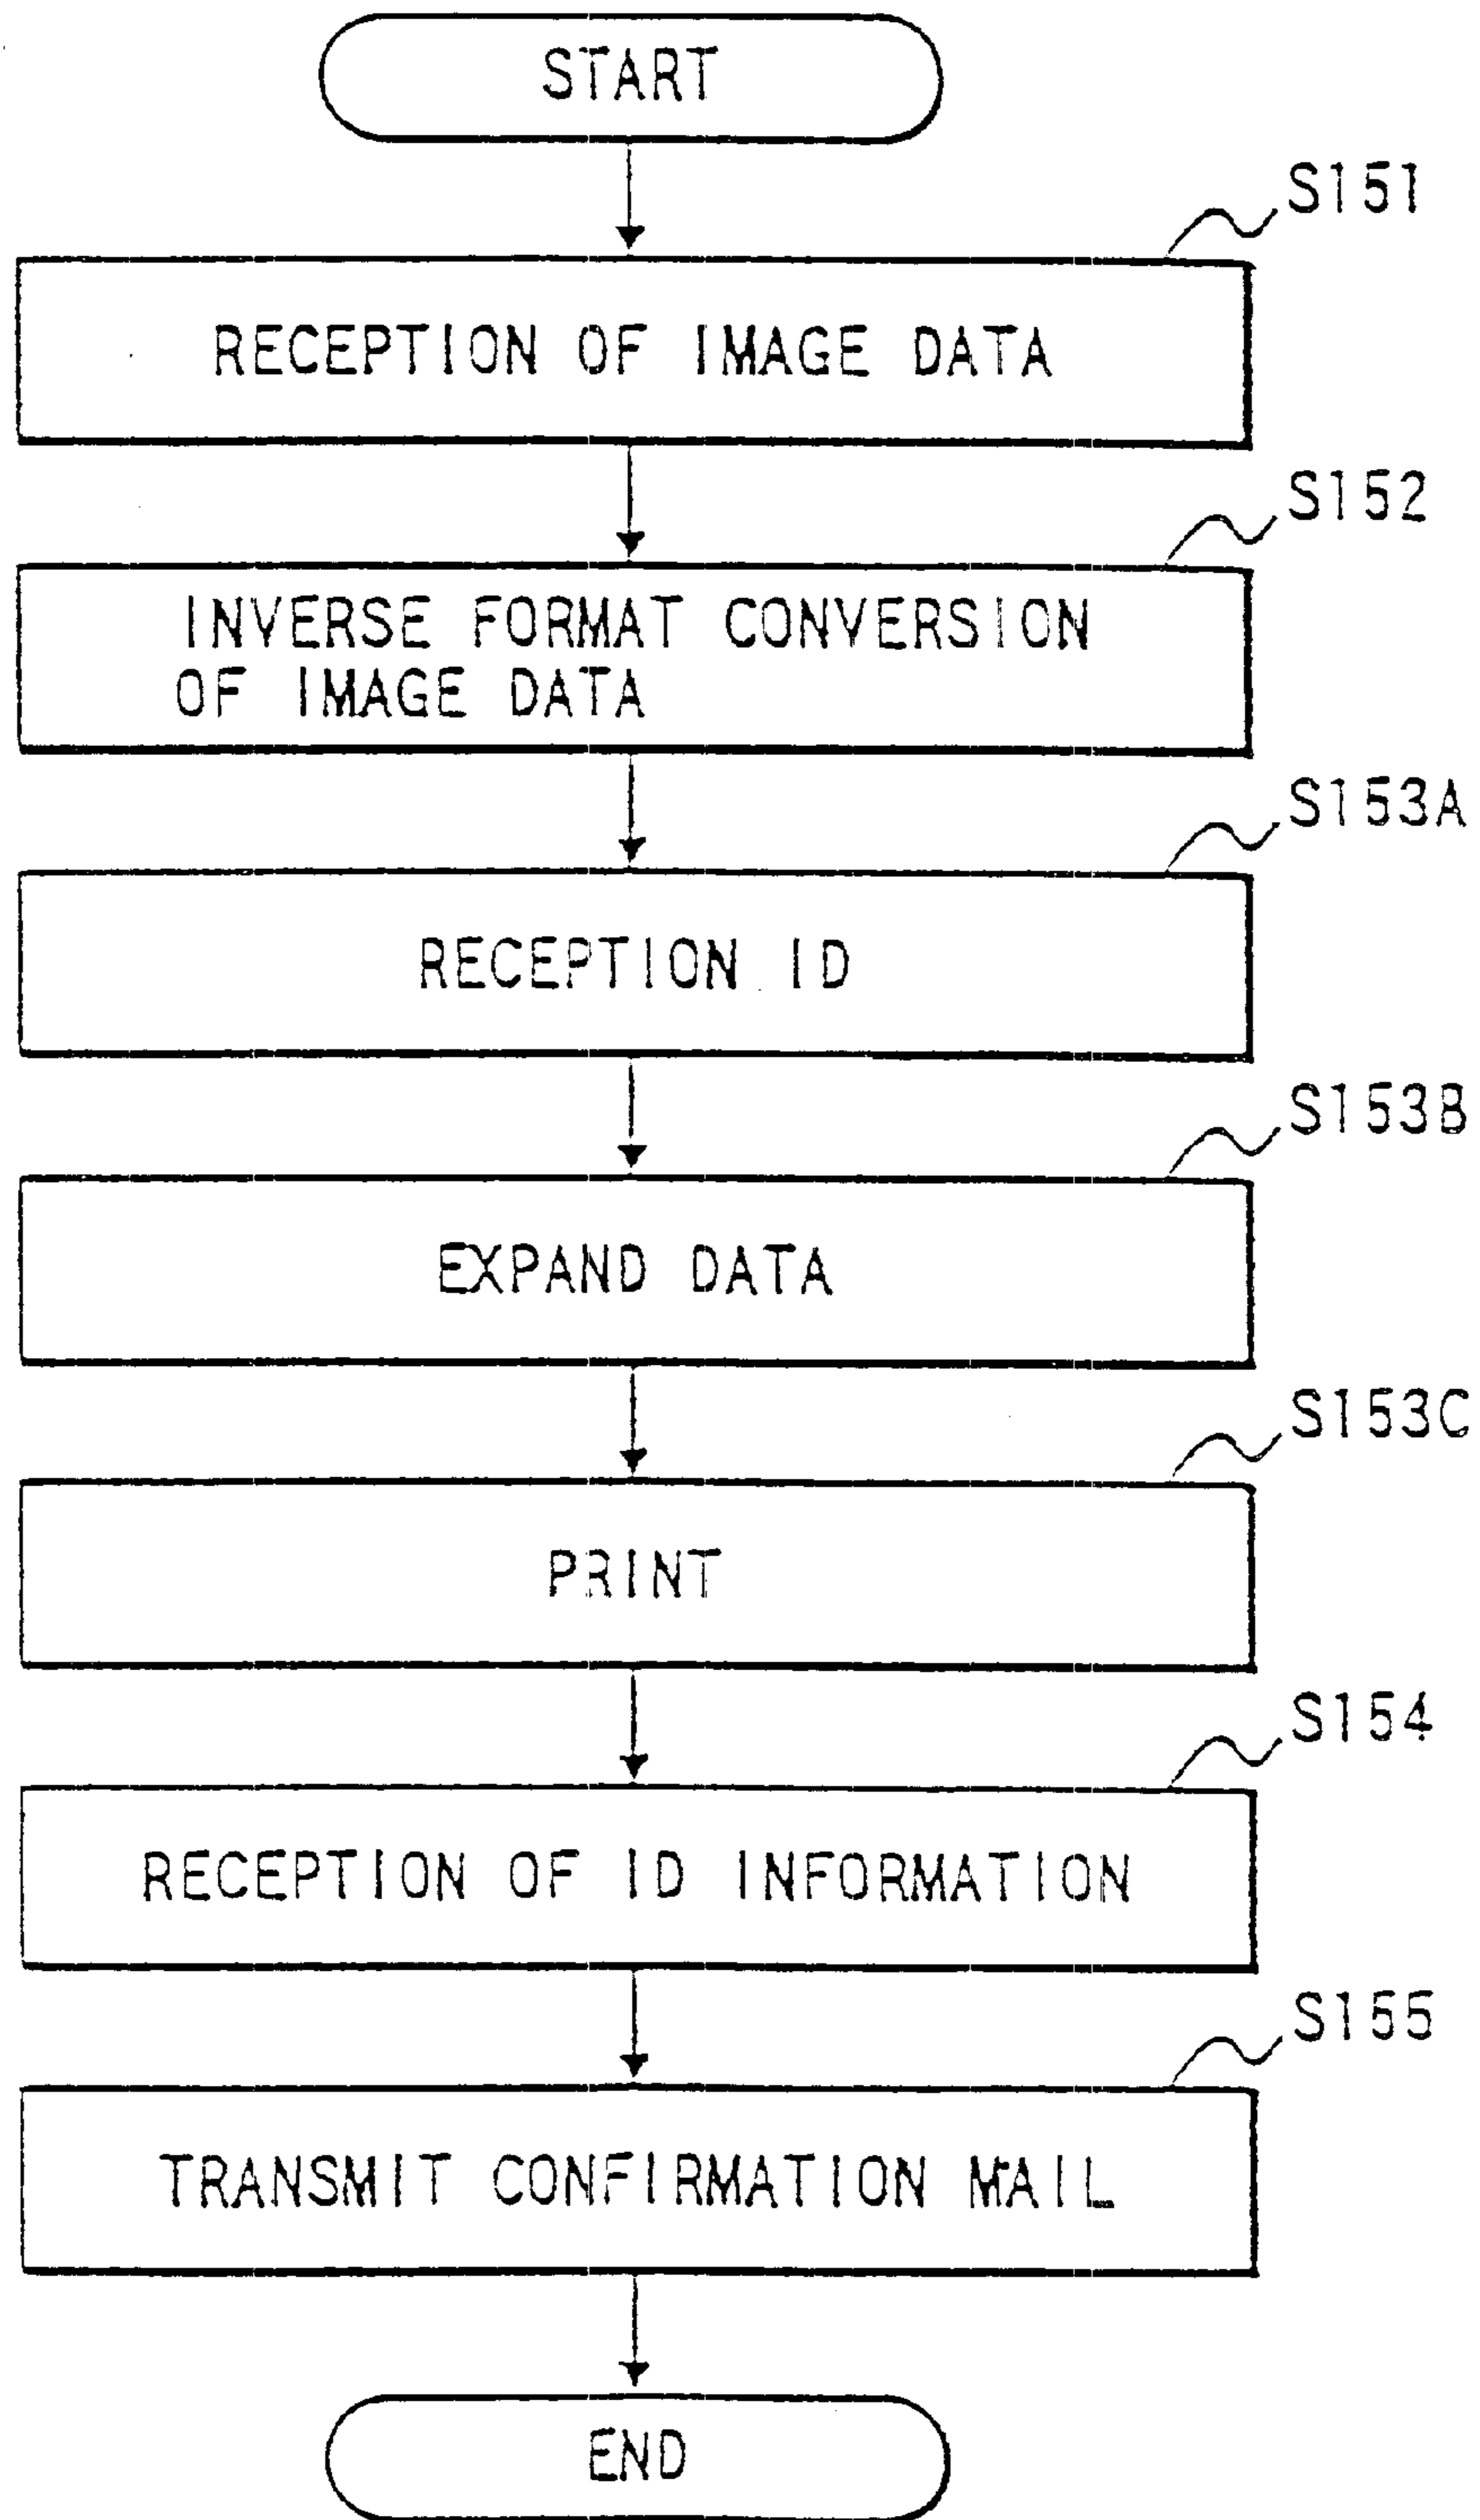 START
S151
RECEPTION OF IMAGE DATA
S152
INVERSE FORMAT CONVERSION
OF IMAGE DATA
S153A
RECEPTION ID
S153B
EXPAND DATA
S153C
PRINT
S154
RECEPTION OF ID INFORMATION
S155
TRANSMIT CONFIRMATION MAIL
END